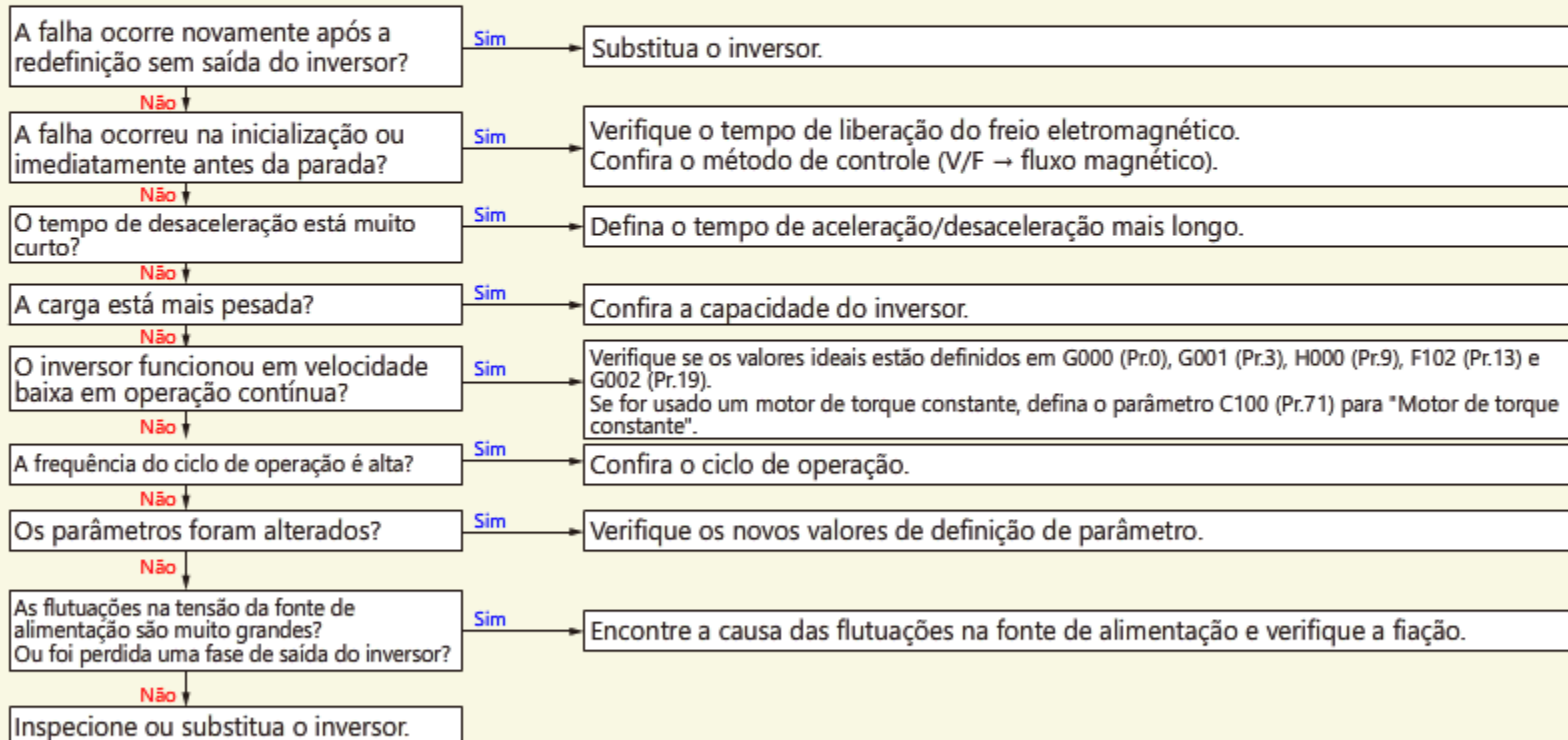 A falha ocorre novamente após a
redefinição sem saída do inversor?
Sim
Substitua o inversor.
Não
A falha ocorreu na inicialização ou
imediatamente antes da parada?
Sim
Verifique o tempo de liberação do freio eletromagnético.
Confira o método de controle (V/F → fluxo magnético).
Não
O tempo de desaceleração está muito
curto?
Sim
Defina o tempo de aceleração/desaceleração mais longo.
Não
A carga está mais pesada?
Sim
Confira a capacidade do inversor.
Não
O inversor funcionou em velocidade
baixa em operação contínua?
Sim
Verifique se os valores ideais estão definidos em G000 (Pr.0), G001 (Pr.3), H000 (Pr.9), F102 (Pr.13) e
G002 (Pr.19).
Se for usado um motor de torque constante, defina o parâmetro C100 (Pr.71) para "Motor de torque
constante".
Não
A frequência do ciclo de operação é alta?
Sim
Confira o ciclo de operação.
Não
Os parâmetros foram alterados?
Sim
Verifique os novos valores de definição de parâmetro.
Não
As flutuações na tensão da fonte de
alimentação são muito grandes?
Ou foi perdida uma fase de saída do inversor?
Sim
Encontre a causa das flutuações na fonte de alimentação e verifique a fiação.
Não
Inspecione ou substitua o inversor.